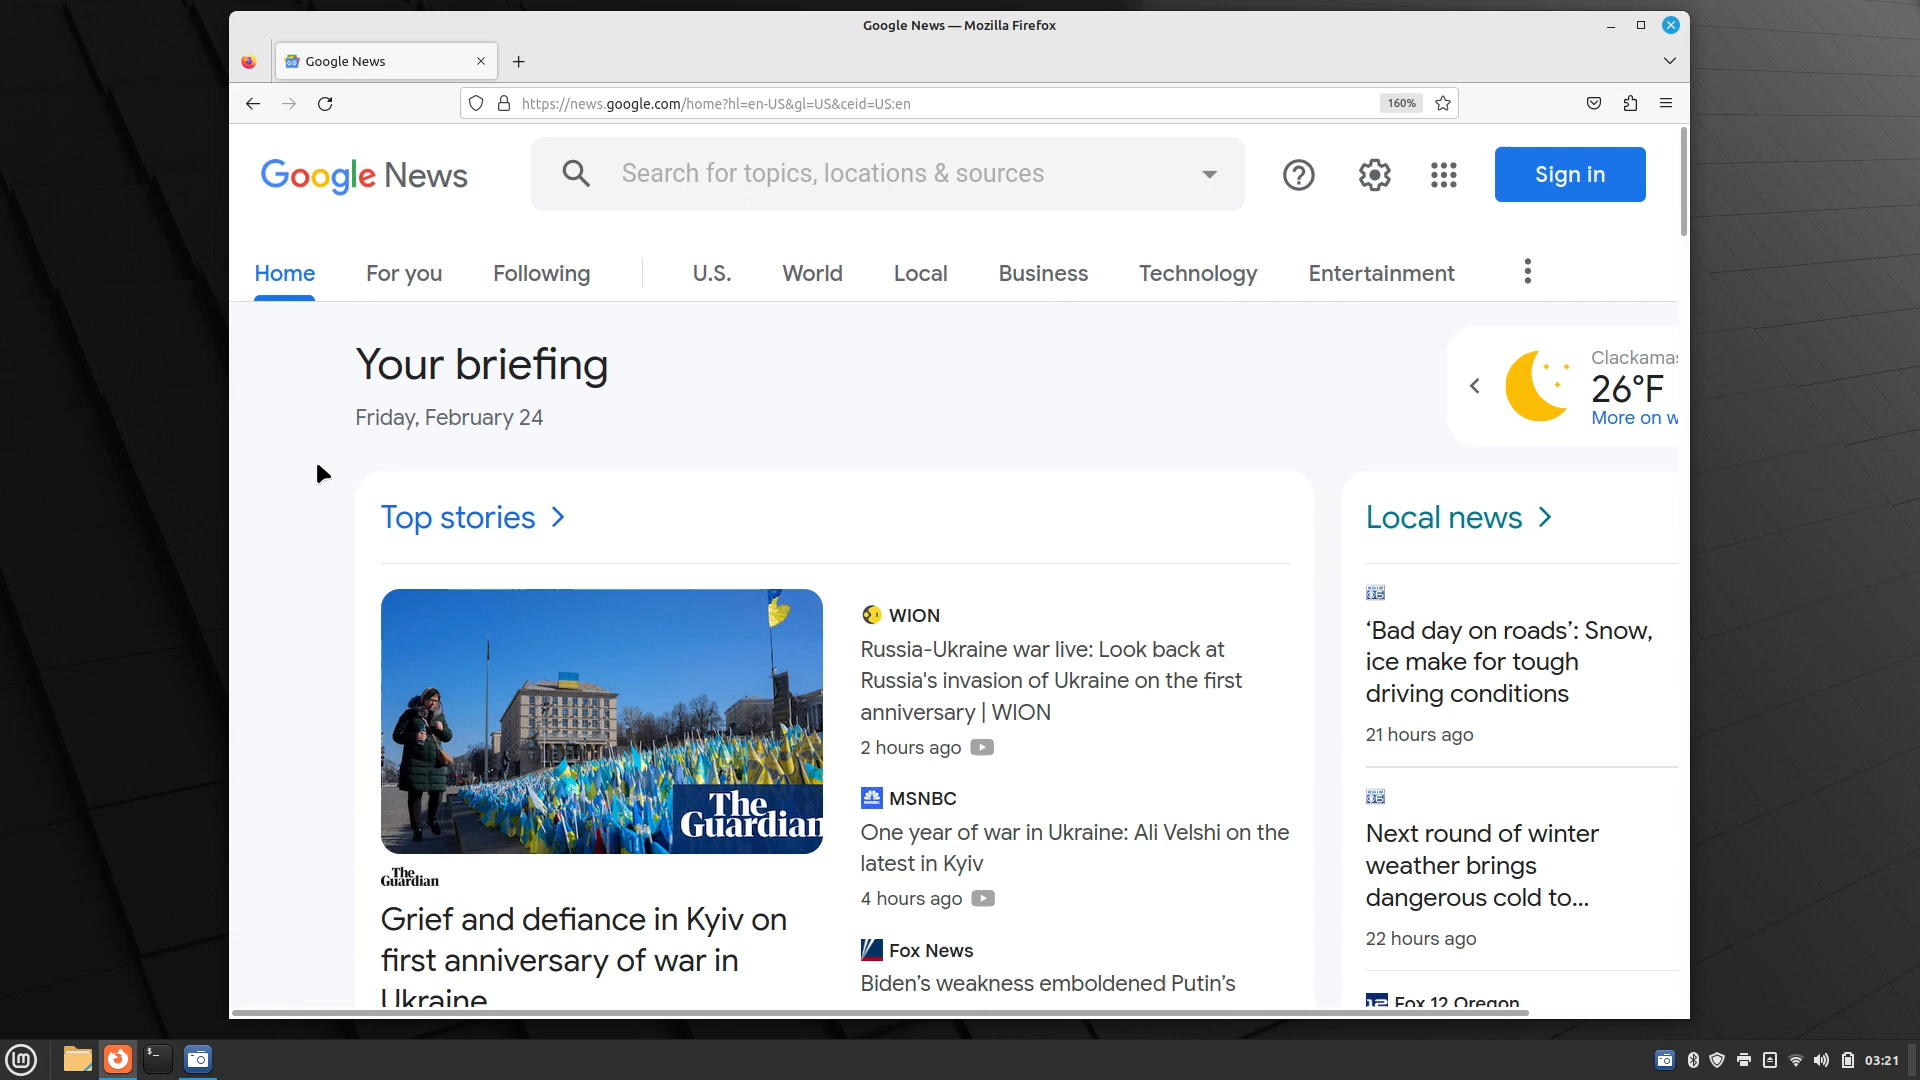 Google News — Mozilla Firefox
Google News
https://news.google.com/home?hl=en-US&gl=US&ceid=US:en
160%
Google News
Search for topics, locations & sources
Sign in
Home
For you
Following
U.S.
World
Local
Business
Technology
Entertainment
Your briefing
Friday, February 24
Clackamas
26°F
More on w
Top stories
The Guardian
The Guardian
Grief and defiance in Kyiv on
first anniversary of war in
Ukraine
WION
Russia-Ukraine war live: Look back at
Russia's invasion of Ukraine on the first
anniversary | WION
2 hours ago
MSNBC
One year of war in Ukraine: Ali Velshi on the
latest in Kyiv
4 hours ago
Fox News
Biden’s weakness emboldened Putin’s
Local news
‘Bad day on roads’: Snow,
ice make for tough
driving conditions
21 hours ago
Next round of winter
weather brings
dangerous cold to...
22 hours ago
Fox 12 Oregon
03:21